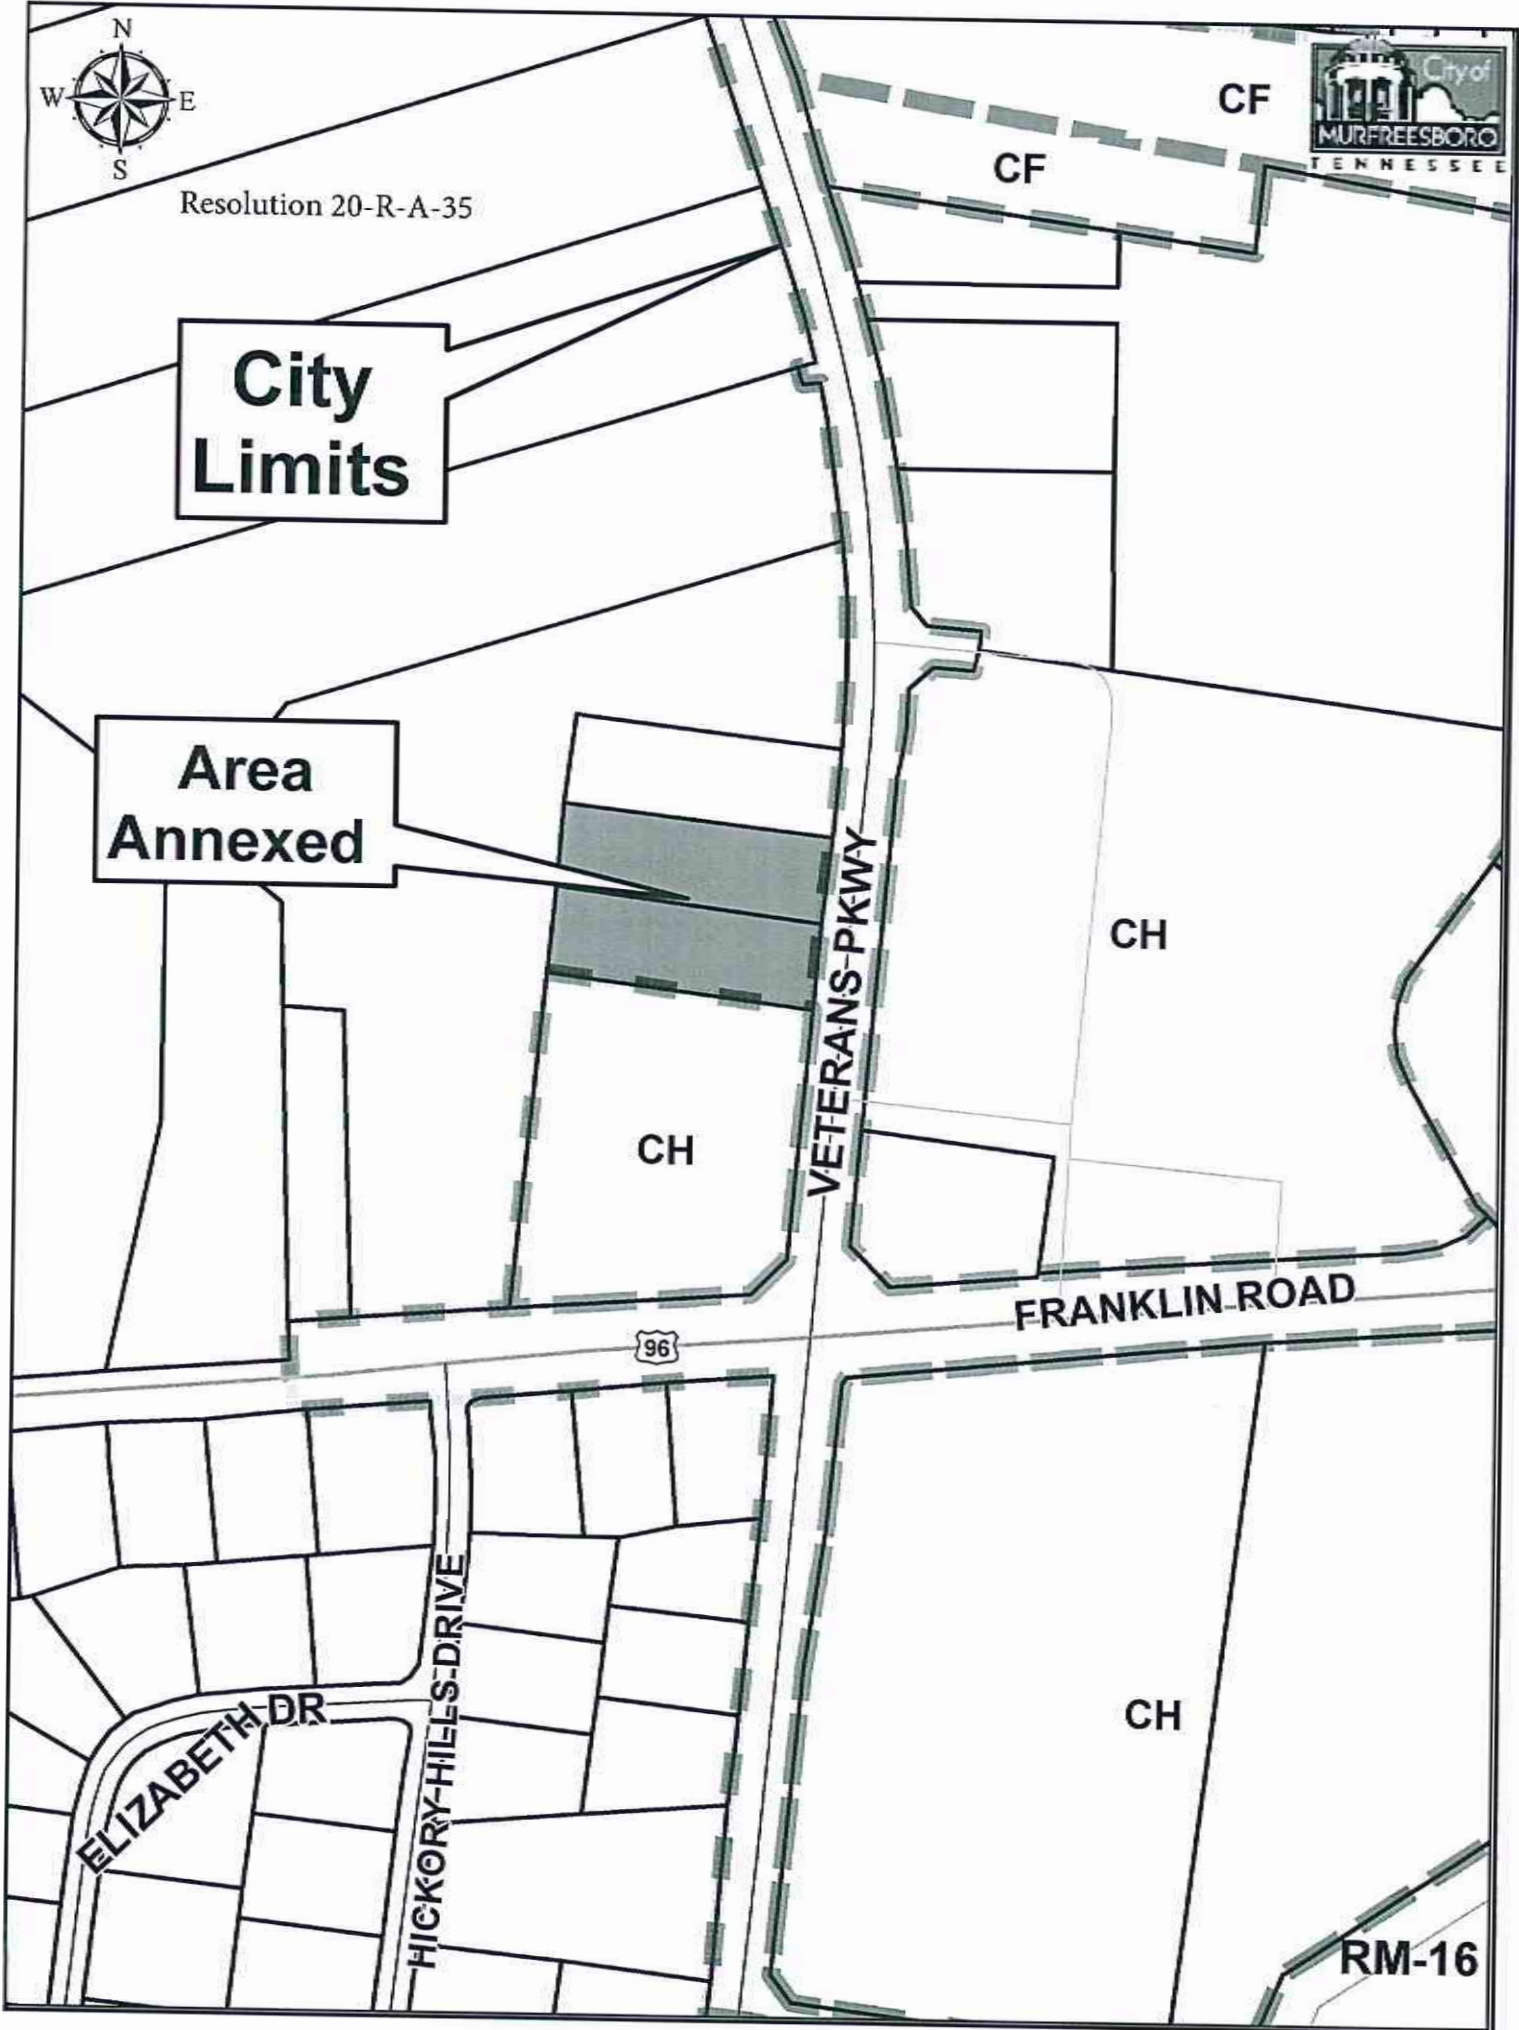 N
W E
S
Resolution 20-R-A-35
City of
MURFREESBORO
TENNESSEE
CF
CF
City
Limits
Area
Annexed
VETERANS PKWY
CH
CH
FRANKLIN ROAD
96
HICKORY HILLS DRIVE
ELIZABETH DR
CH
RM-16